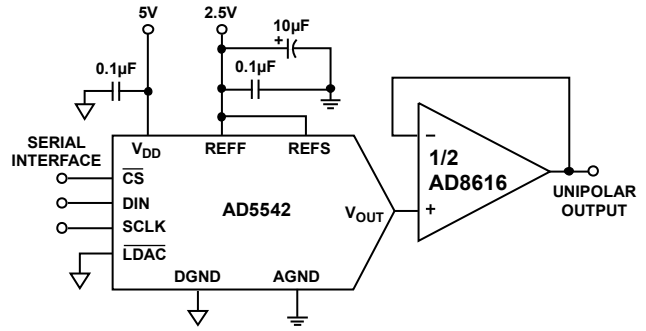 5V
2.5V
10µF
+
0.1µF
0.1µF
SERIAL
INTERFACE
VDD
REFF
REFS
CS
DIN
SCLK
LDAC
AD5542
VOUT
DGND
AGND
−
+
1/2
AD8616
UNIPOLAR
OUTPUT